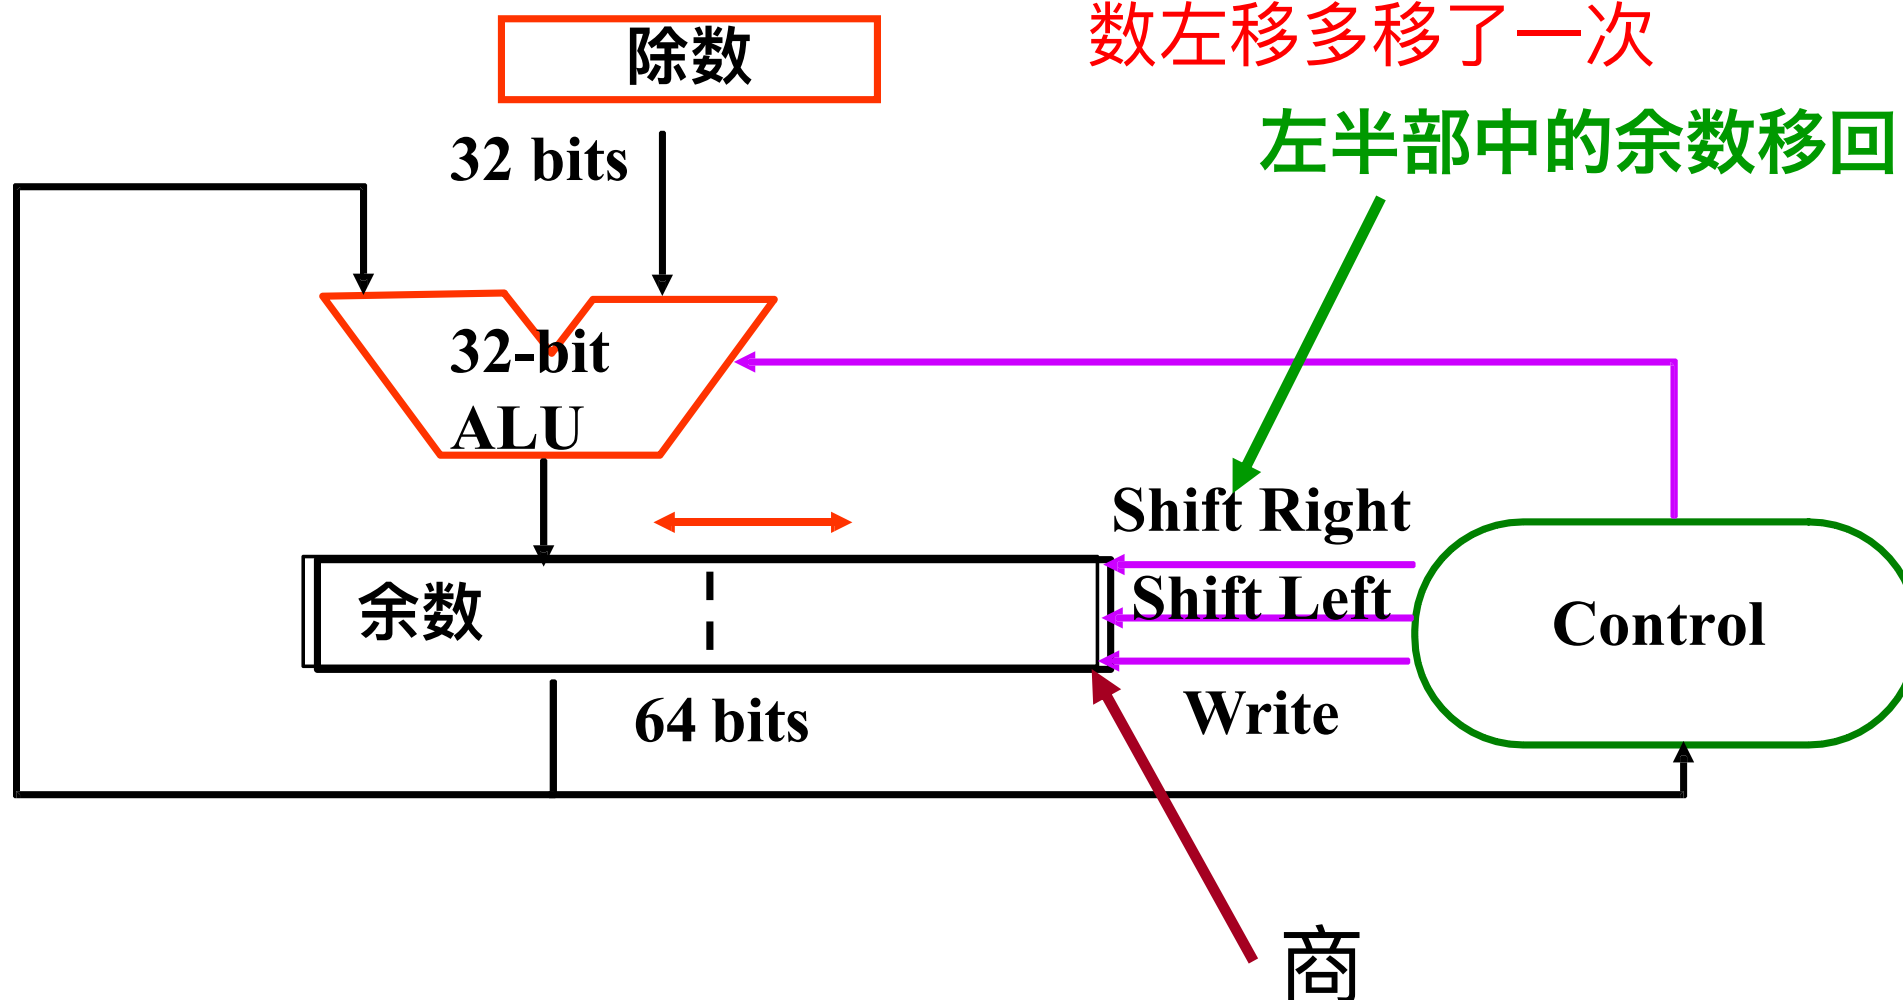 数左移多移了一次
除数
左半部中的余数移回
32 bits
32-bit
ALU
Shift Right
Shift Left
余数
Control
64 bits
Write
商